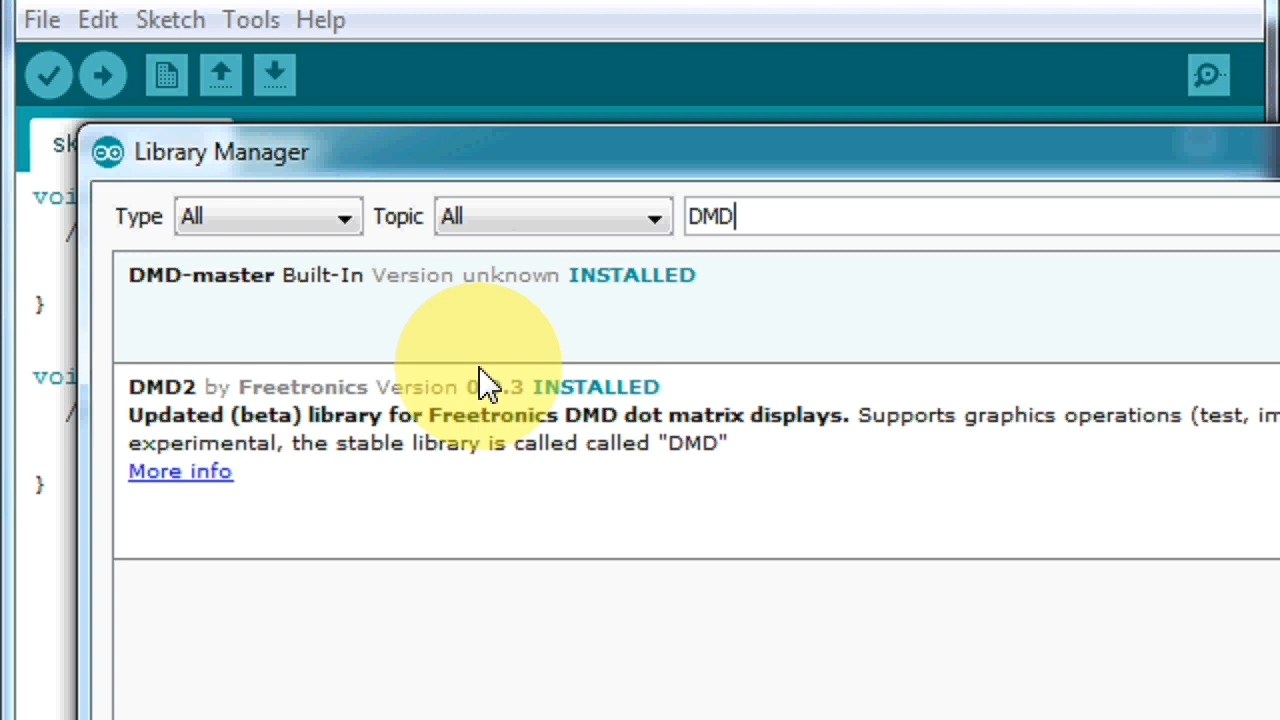 File Edit Sketch Tools Help
sk
Library Manager
voi
Type All Topic All DMD
/
DMD-master Built-In Version unknown INSTALLED
}
voi
DMD2 by Freetronics Version .3 INSTALLED
/
Updated (beta) library for Freetronics DMD dot matrix displays. Supports graphics operations (test, im
experimental, the stable library is called called "DMD"
More info
}